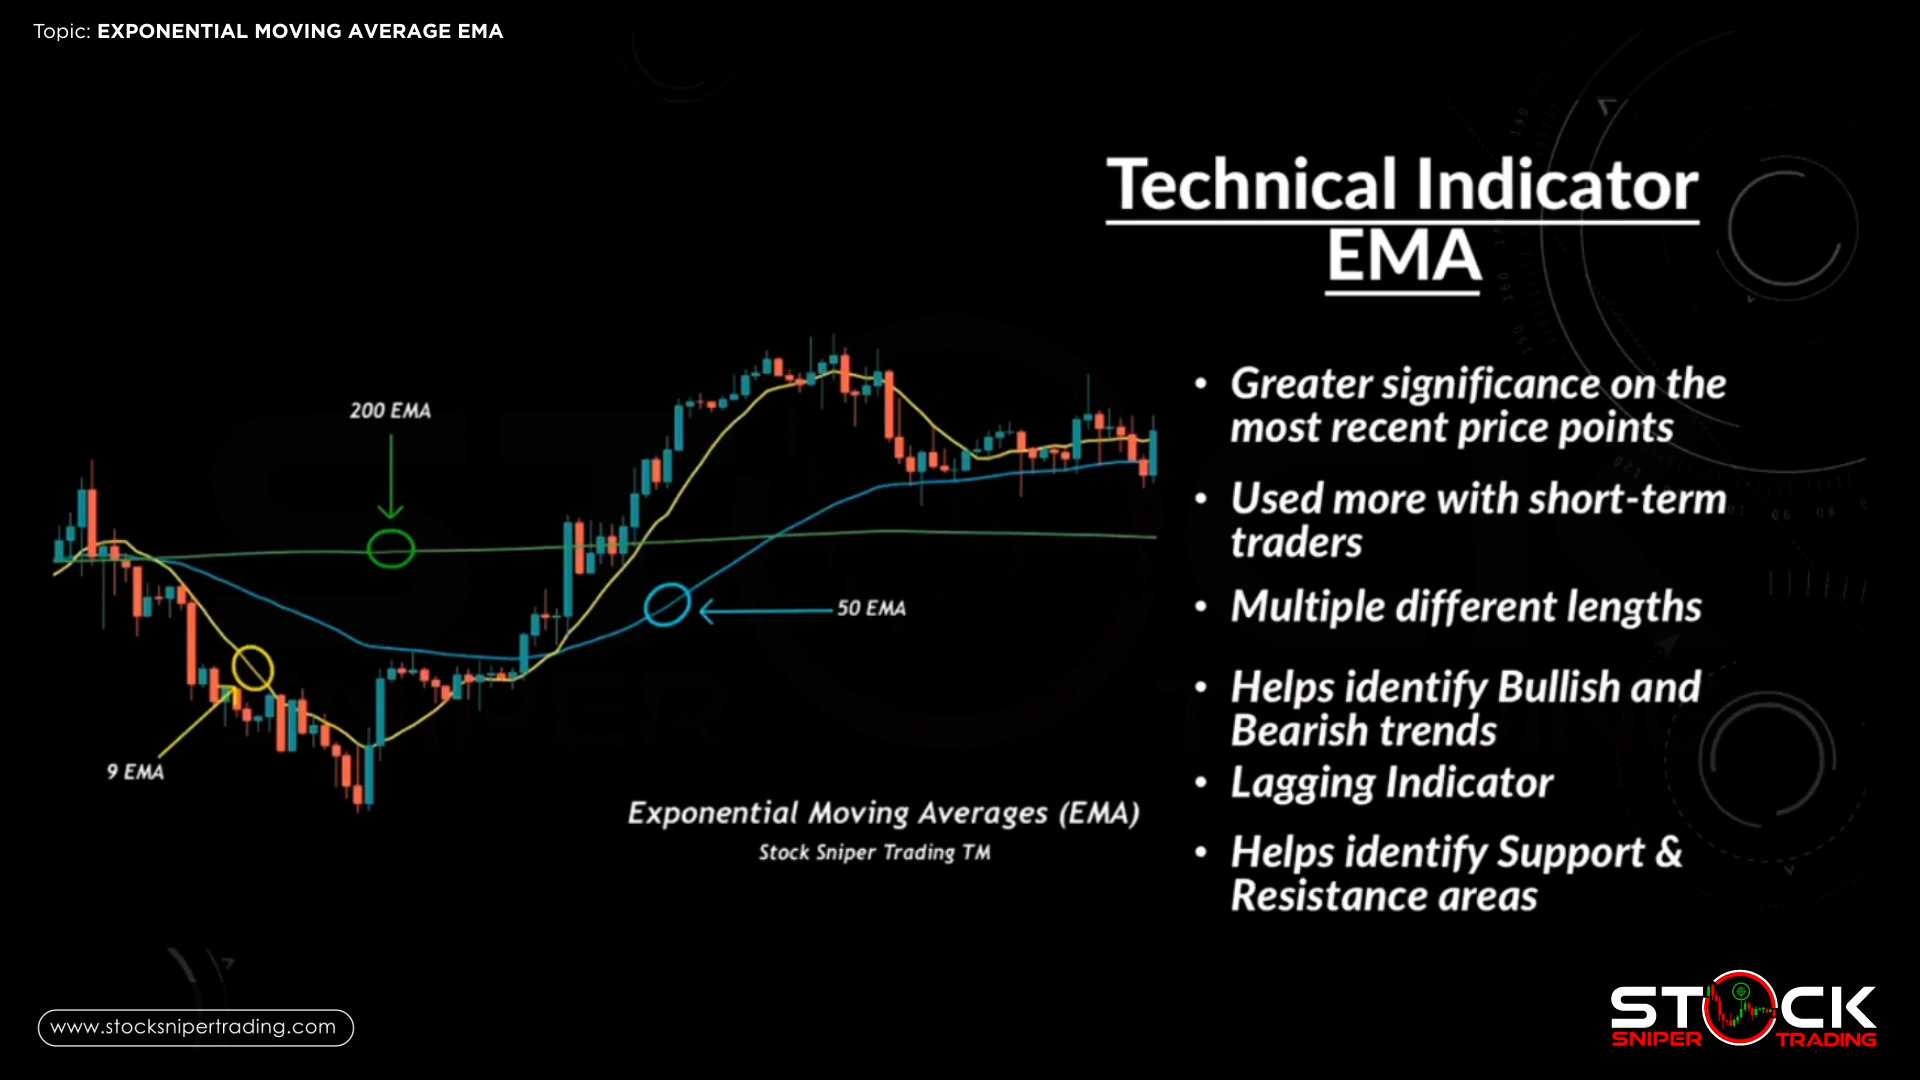 Topic: EXPONENTIAL MOVING AVERAGE EMA
Technical Indicator
EMA
200 EMA
50 EMA
9 EMA
Exponential Moving Averages (EMA)
Stock Sniper Trading TM
• Greater significance on the
most recent price points
• Used more with short-term
traders
• Multiple different lengths
• Helps identify Bullish and
Bearish trends
• Lagging Indicator
• Helps identify Support &
Resistance areas
www.stocksnipertrading.com
STOCK
SNIPER TRADING